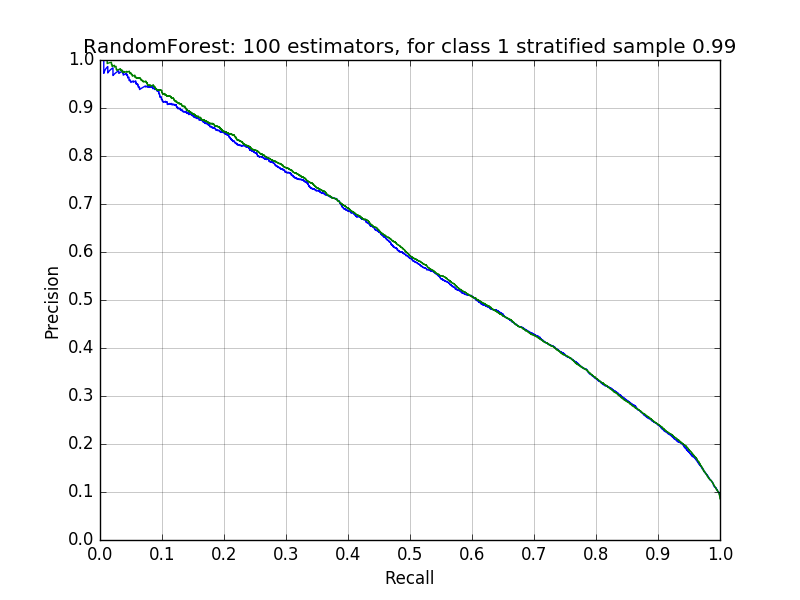 RandomForest: 100 estimators, for class 1 stratified sample 0.99
1.0
0.9
0.8
0.7
0.6
0.5
0.4
0.3
0.2
0.1
0.0
Precision
0.0 0.1 0.2 0.3 0.4 0.5 0.6 0.7 0.8 0.9 1.0
Recall